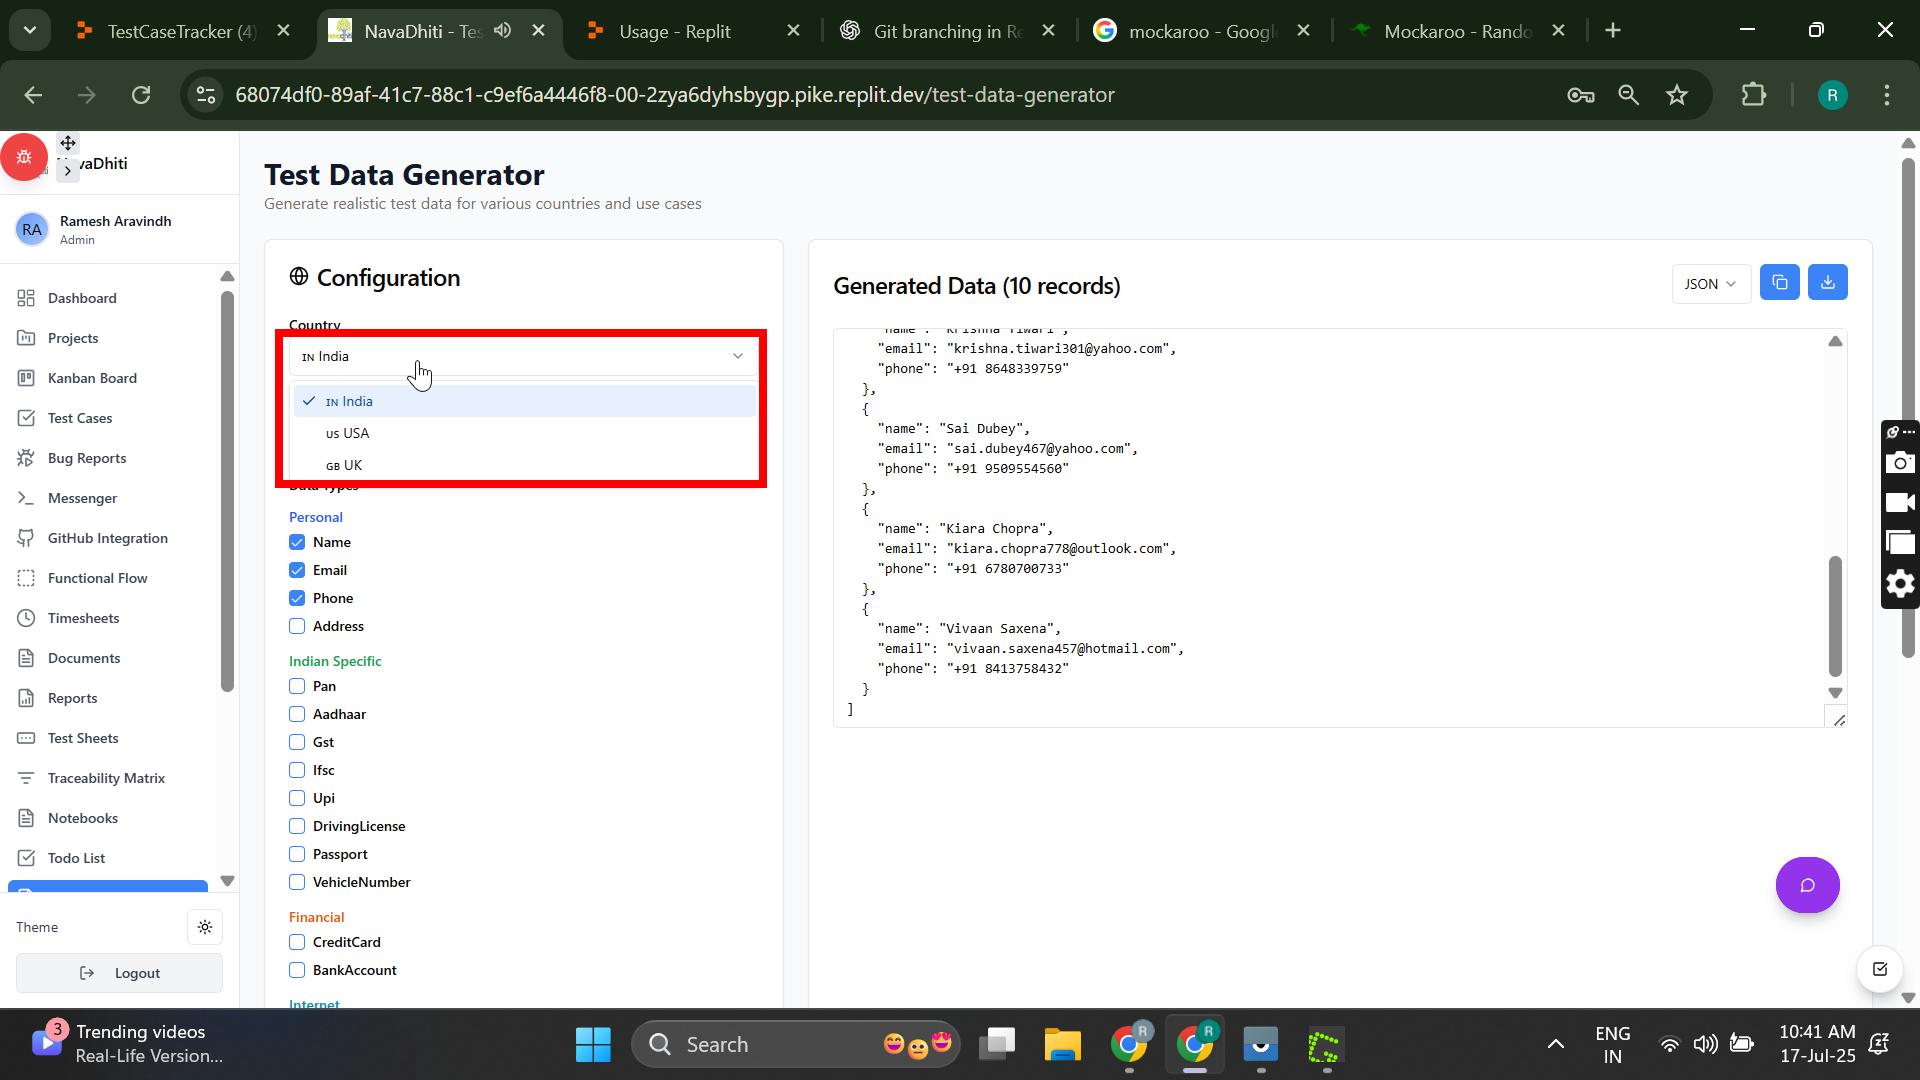 TestCaseTracker (4)
NavaDhiti - Tes
Usage - Replit
Git branching in Re
mockaroo - Googl
Mockaroo - Rando
68074df0-89af-41c7-88c1-c9ef6a4446f8-00-2zya6dyhsbygp.pike.replit.dev/test-data-generator
R
vaDhiti
RA
Ramesh Aravindh
Admin
Dashboard
Projects
Kanban Board
Test Cases
Bug Reports
Messenger
GitHub Integration
Functional Flow
Timesheets
Documents
Reports
Test Sheets
Traceability Matrix
Notebooks
Todo List
Theme
Logout
Test Data Generator
Generate realistic test data for various countries and use cases
Configuration
Country
IN India
IN India
US USA
GB UK
Data Types
Personal
Name
Email
Phone
Address
Indian Specific
Pan
Aadhaar
Gst
Ifsc
Upi
DrivingLicense
Passport
VehicleNumber
Financial
CreditCard
BankAccount
Internet
Generated Data (10 records)
JSON
"name": "Krishna Tiwari",
"email": "krishna.tiwari301@yahoo.com",
"phone": "+91 8648339759"
},
{
"name": "Sai Dubey",
"email": "sai.dubey467@yahoo.com",
"phone": "+91 9509554560"
},
{
"name": "Kiara Chopra",
"email": "kiara.chopra778@outlook.com",
"phone": "+91 6780700733"
},
{
"name": "Vivaan Saxena",
"email": "vivaan.saxena457@hotmail.com",
"phone": "+91 8413758432"
}
]
3
Trending videos
Real-Life Version...
Search
R
R
ENG
IN
10:41 AM
17-Jul-25